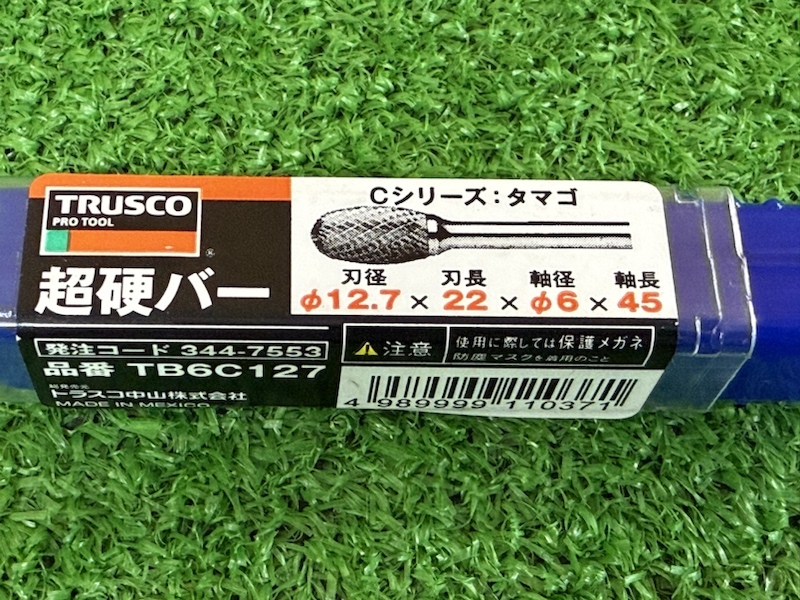 TRUSCO
PRO TOOL
®
超硬バー
Cシリーズ:タマゴ
刃径 刃長 軸径 軸長
φ12.7×22×φ6×45
発注コード 344-7553
品番 TB6C127
発売元
トラスコ中山株式会社
MADE IN MEXICO
注意
使用に際しては保護メガネ
防塵マスクを着用のこと
4 989999 110371